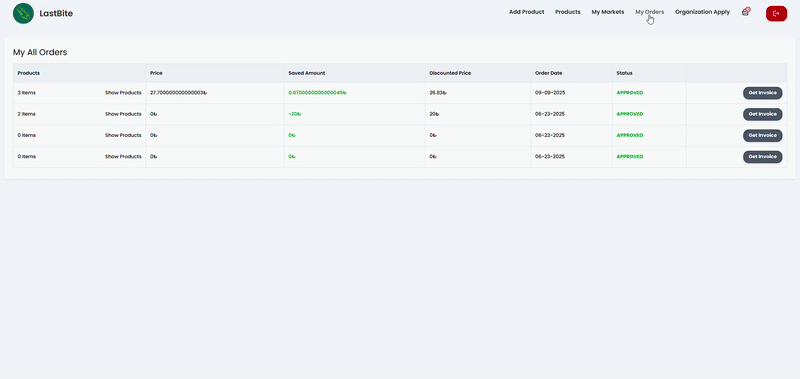 LastBite
Add Product Products My Markets My Orders Organization Apply
My All Orders
Products Price Saved Amount Discounted Price Order Date Status
3 Items Show Products 27.700000000000003₺ 0.8700000000000045₺ 26.83₺ 09-09-2025 APPROVED Get Invoice
2 Items Show Products 0₺ -20₺ 20₺ 06-23-2025 APPROVED Get Invoice
0 Items Show Products 0₺ 0₺ 0₺ 06-23-2025 APPROVED Get Invoice
0 Items Show Products 0₺ 0₺ 0₺ 06-23-2025 APPROVED Get Invoice